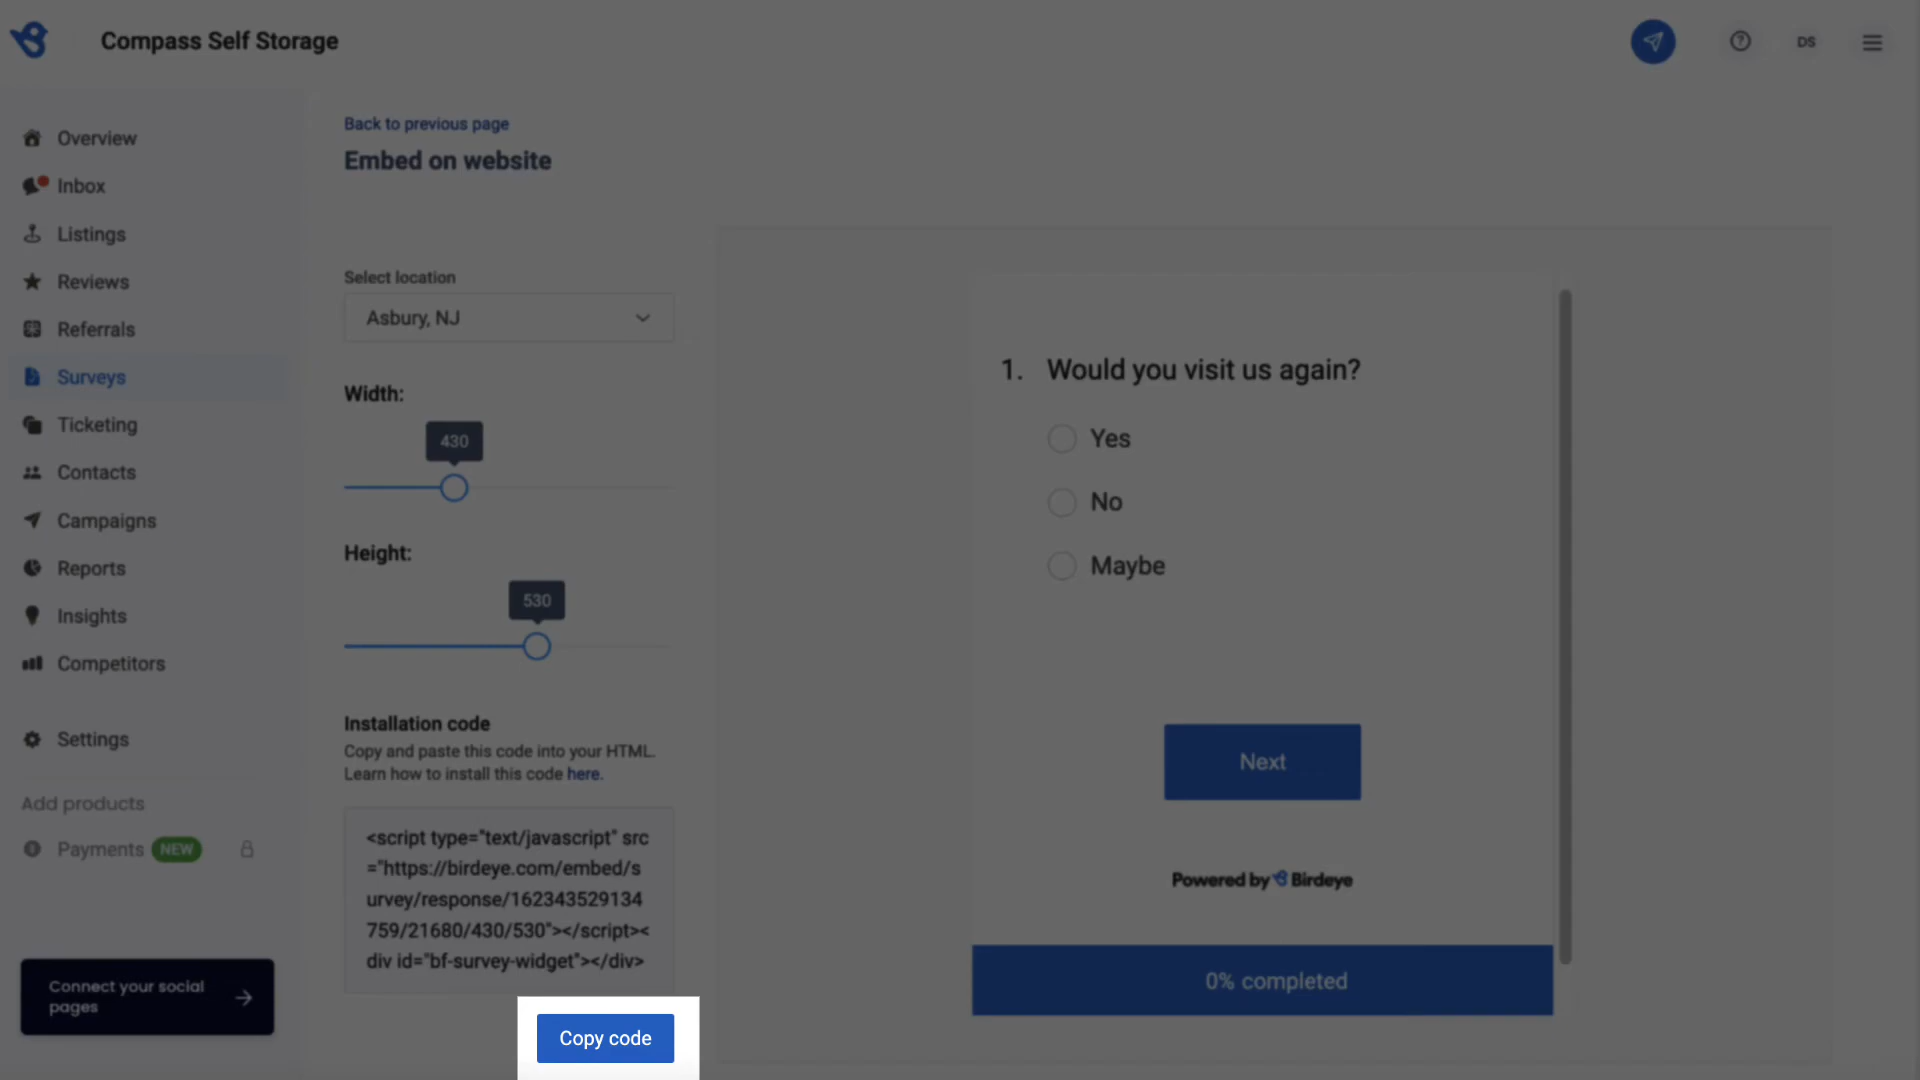 Compass Self Storage
DS
Overview
Inbox
Listings
Reviews
Referrals
Surveys
Ticketing
Contacts
Campaigns
Reports
Insights
Competitors
Settings
Add products
Payments NEW
Connect your social
pages
Back to previous page
Embed on website
Select location
Asbury, NJ
Width:
430
Height:
530
Installation code
Copy and paste this code into your HTML.
Learn how to install this code here.
<script type="text/javascript" src
="https://birdeye.com/embed/s
urvey/response/162343529134
759/21680/430/530"></script><
div id="bf-survey-widget"></div>
Copy code
1. Would you visit us again?
Yes
No
Maybe
Next
Powered by Birdeye
0% completed